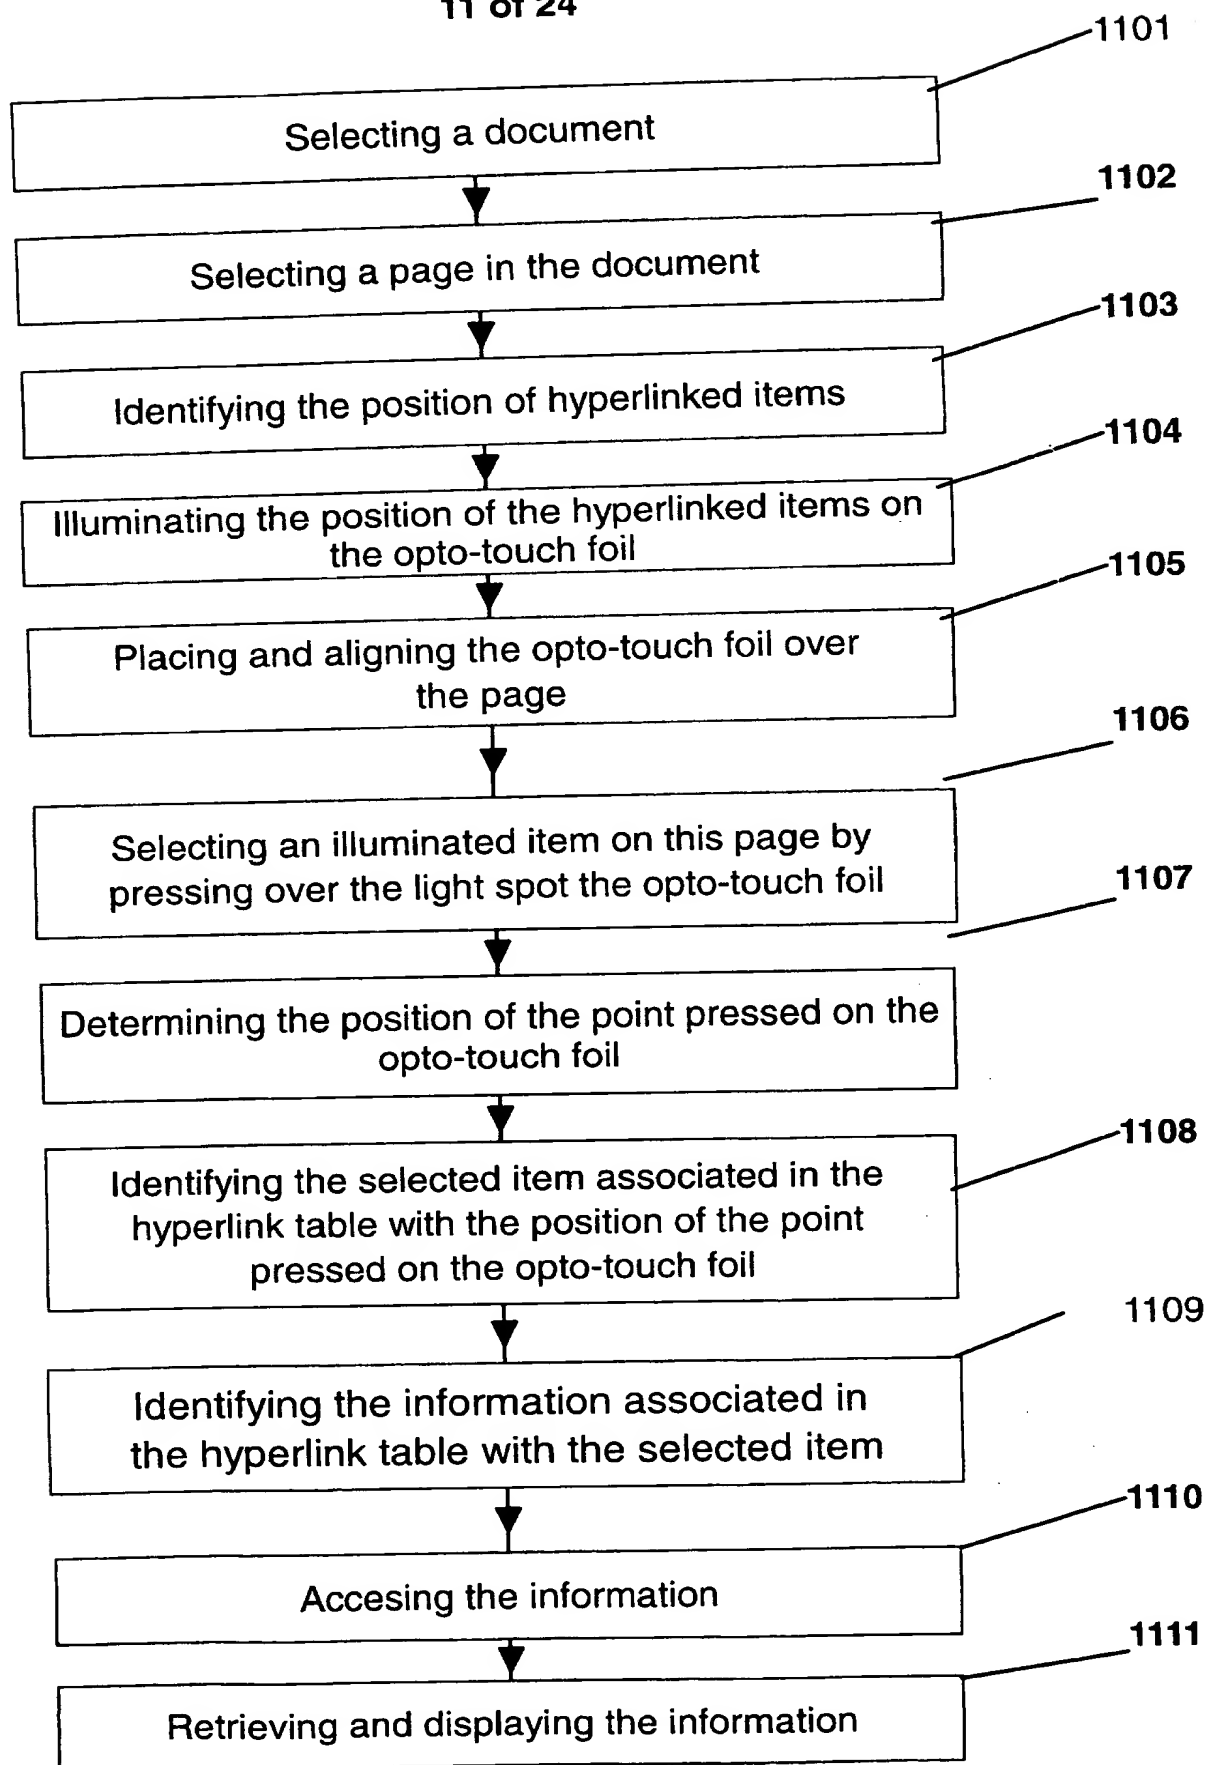 11 of 24
1101
Selecting a document
1102
Selecting a page in the document
1103
Identifying the position of hyperlinked items
1104
Illuminating the position of the hyperlinked items on
the opto-touch foil
1105
Placing and aligning the opto-touch foil over
the page
1106
Selecting an illuminated item on this page by
pressing over the light spot the opto-touch foil
1107
Determining the position of the point pressed on the
opto-touch foil
1108
Identifying the selected item associated in the
hyperlink table with the position of the point
pressed on the opto-touch foil
1109
Identifying the information associated in
the hyperlink table with the selected item
1110
Accesing the information
1111
Retrieving and displaying the information